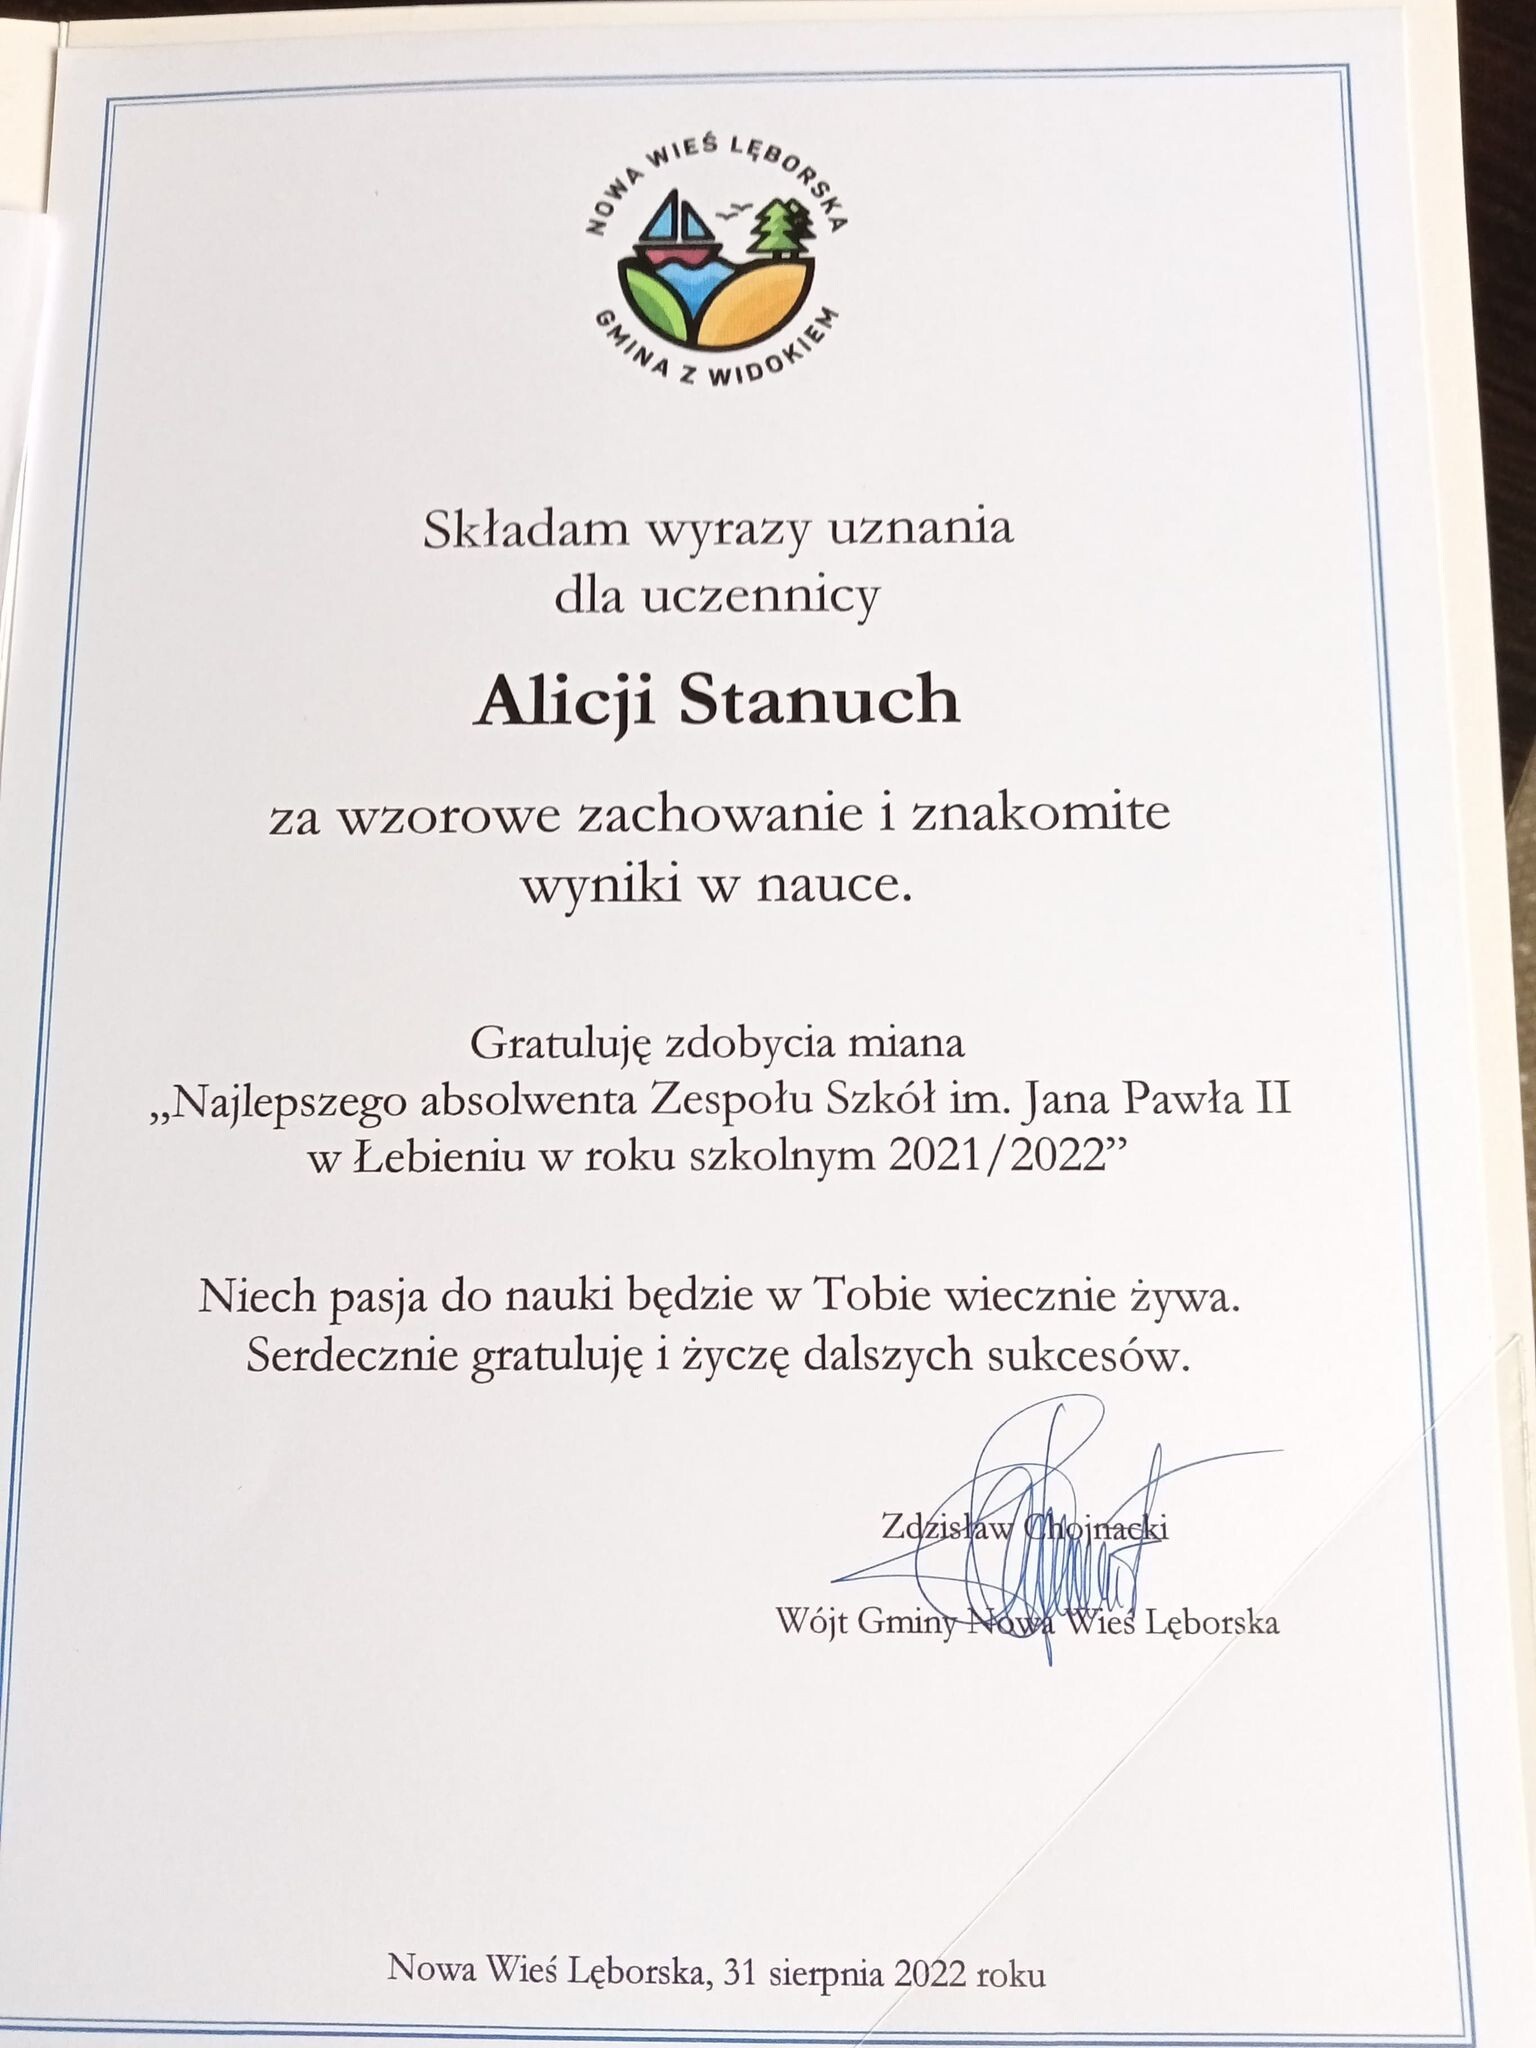 NOWA WIEŚ LĘBORSKA
GMINA Z WIDOKIEM
Składam wyrazy uznania
dla uczennicy
Alicji Stanuch
za wzorowe zachowanie i znakomite
wyniki w nauce.
Gratuluję zdobycia miana
„Najlepszego absolwenta Zespołu Szkół im. Jana Pawła II
w Łebieniu w roku szkolnym 2021/2022”
Niech pasja do nauki będzie w Tobie wiecznie żywa.
Serdecznie gratuluję i życzę dalszych sukcesów.
Zdzisław Chojnacki
Wójt Gminy Nowa Wieś Lęborska
Nowa Wieś Lęborska, 31 sierpnia 2022 roku